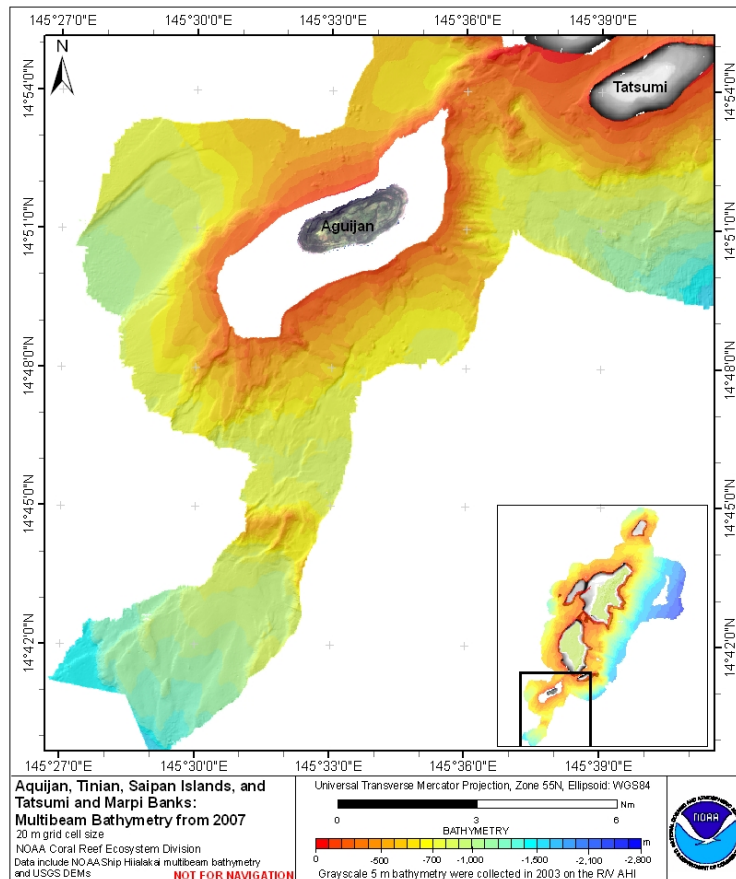 145°27'0"E 145°30'0"E 145°33'0"E 145°36'0"E 145°39'0"E
N
14°54'0"N 14°54'0"N
Tatsumi
14°51'0"N 14°51'0"N
Aguijan
14°48'0"N 14°48'0"N
14°45'0"N 14°45'0"N
14°42'0"N 14°42'0"N
145°27'0"E 145°30'0"E 145°33'0"E 145°36'0"E 145°39'0"E
Aquijan, Tinian, Saipan Islands, and
Tatsumi and Marpi Banks:
Multibeam Bathymetry from 2007
20 m grid cell size
NOAA Coral Reef Ecosystem Division
Data include NOAAShip Hiialakai multibeam bathymetry
and USGS DEMs
NOT FOR NAVIGATION
Universal Transverse Mercator Projection, Zone 55N, Ellipsoid: WGS84
0 3 6 Nm
BATHYMETRY
m
0 -500 -700 -1,000 -1,500 -2,100 -2,800
Grayscale 5 m bathymetry were collected in 2003 on the R/V AHI
NOAA